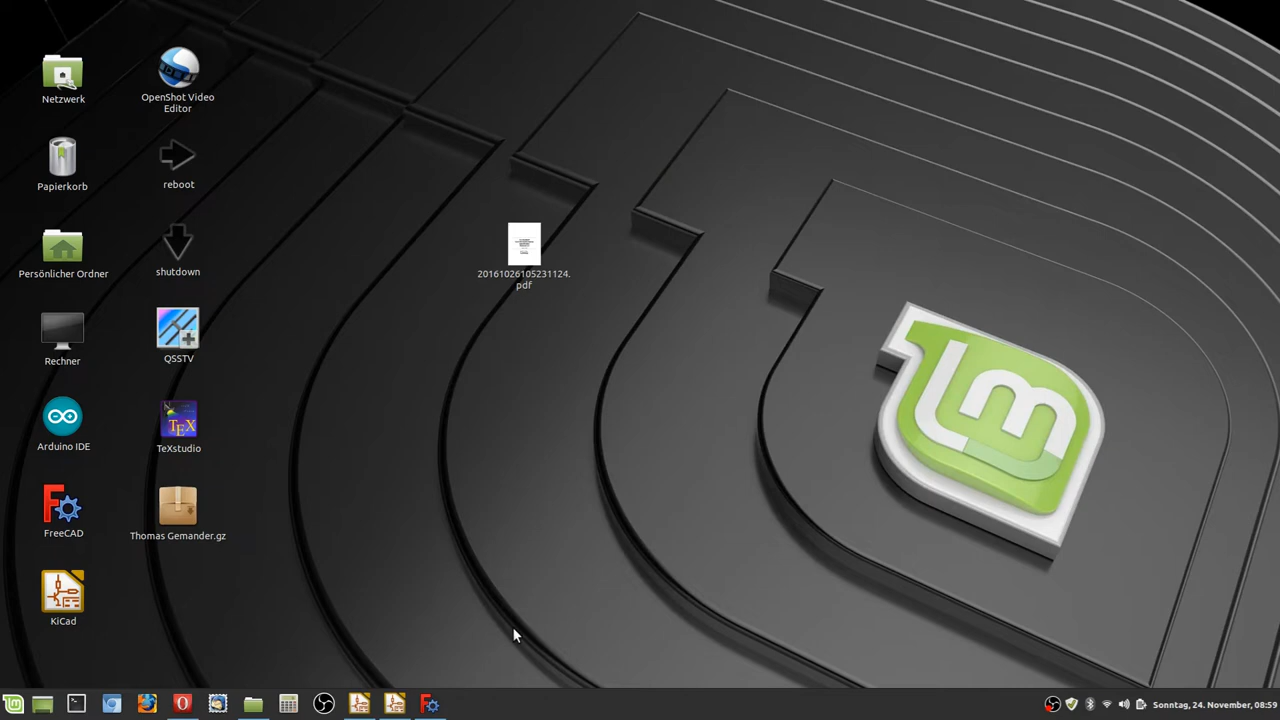 Netzwerk
OpenShot Video
Editor
Papierkorb
reboot
Persönlicher Ordner
shutdown
20161026105231124.
pdf
Rechner
QSSTV
Arduino IDE
TEX
TeXstudio
FreeCAD
Thomas Gemander.gz
KiCad
Sonntag, 24. November, 08:59